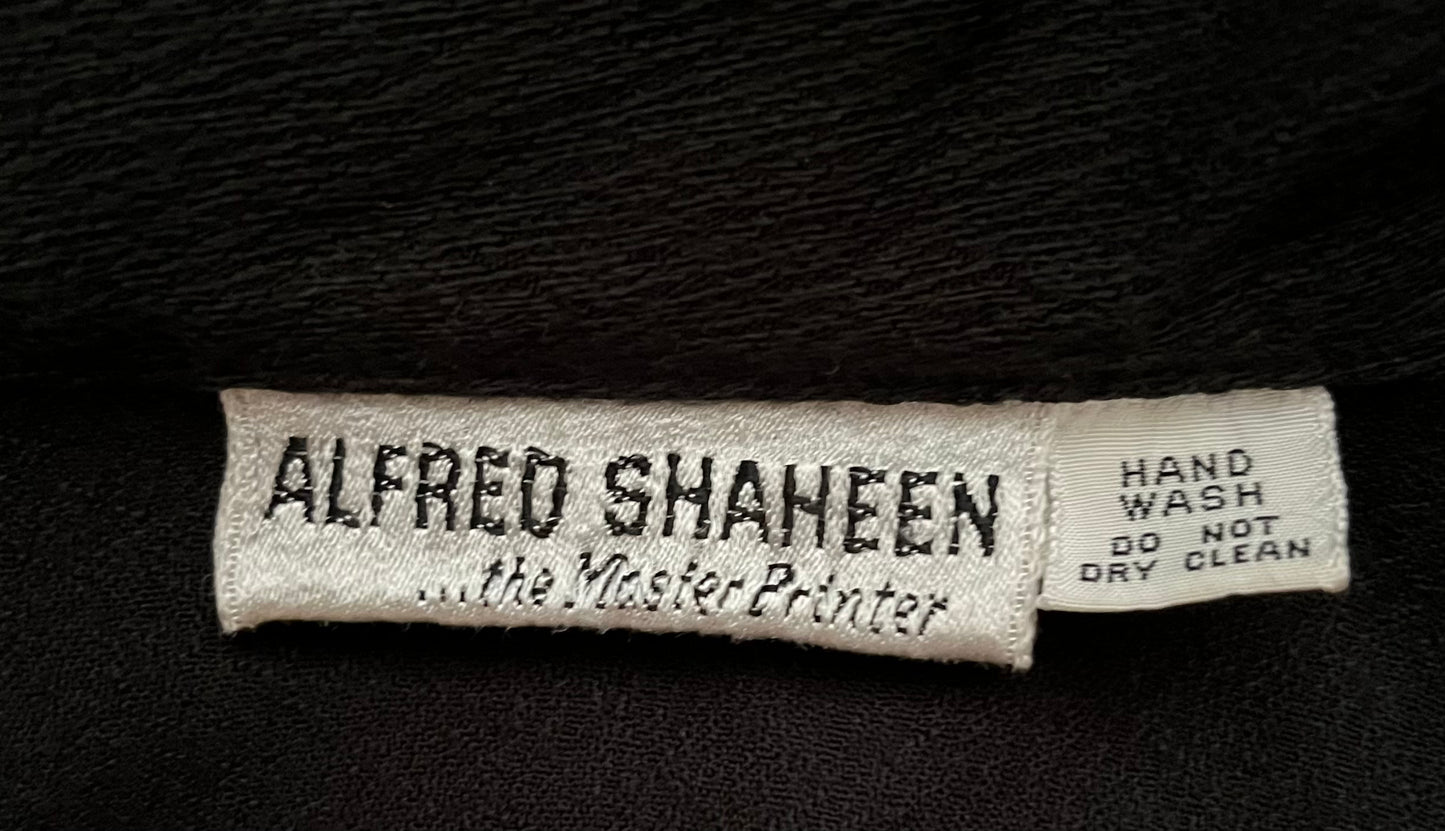 ALFRED SHAHEEN
...the Master Printer
HAND
WASH
DO NOT
DRY CLEAN